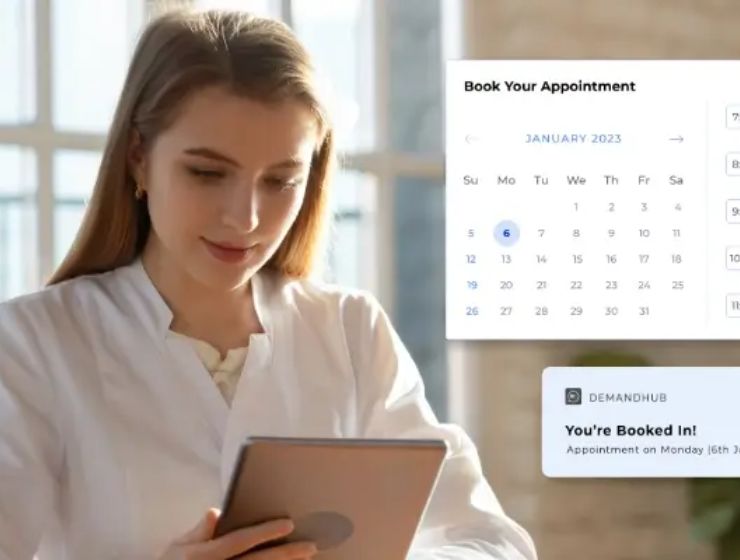 Book Your Appointment
JANUARY 2023
Su Mo Tu We Th Fr Sa
1 2 3 4
5 6 7 8 9 10 11
12 13 14 15 16 17 18
19 20 21 22 23 24 25
26 27 28 29 30 31
DEMANDHUB
You're Booked In!
Appointment on Monday (6th